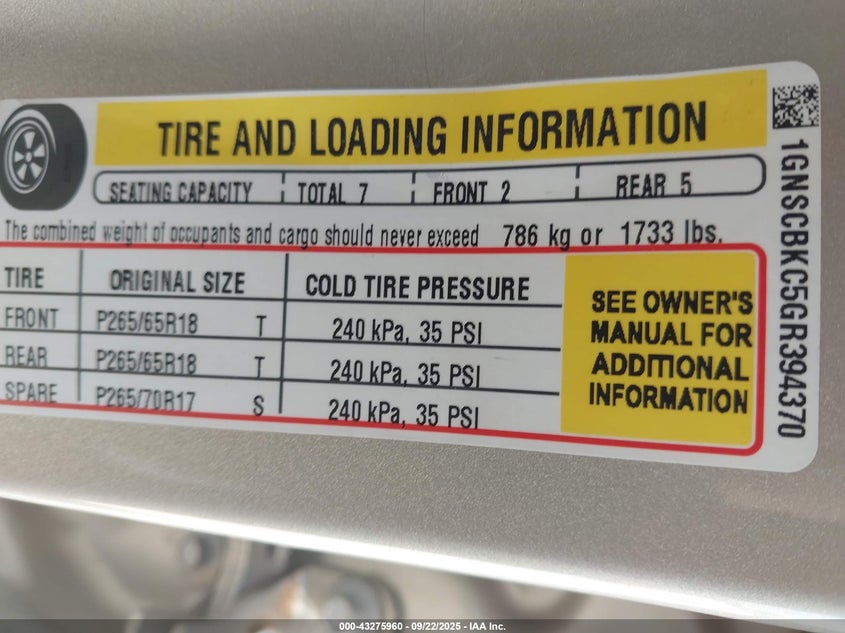 TIRE AND LOADING INFORMATION
SEATING CAPACITY TOTAL 7 FRONT 2 REAR 5
The combined weight of occupants and cargo should never exceed 786 kg or 1733 lbs.
TIRE ORIGINAL SIZE COLD TIRE PRESSURE
FRONT P265/65R18 T 240 kPa, 35 PSI
REAR P265/65R18 T 240 kPa, 35 PSI
SPARE P265/70R17 S 240 kPa, 35 PSI
SEE OWNER'S
MANUAL FOR
ADDITIONAL
INFORMATION
1GNSCBKC5GR394370
000-43275960 - 09/22/2025 - IAA Inc.